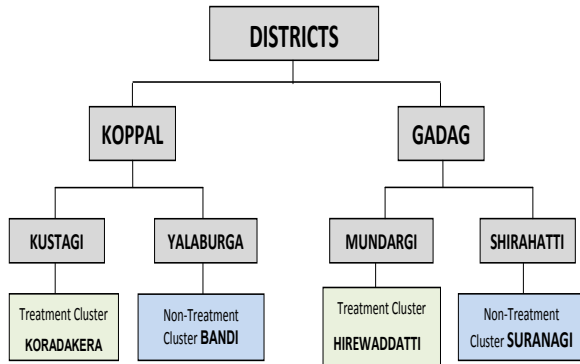 DISTRICTS
KOPPAL
GADAG
KUSTAGI
YALABURGA
MUNDARGI
SHIRAHATTI
Treatment Cluster
KORADAKERA
Non-Treatment
Cluster BANDI
Treatment Cluster
HIREWADDATTI
Non-Treatment
Cluster SURANAGI